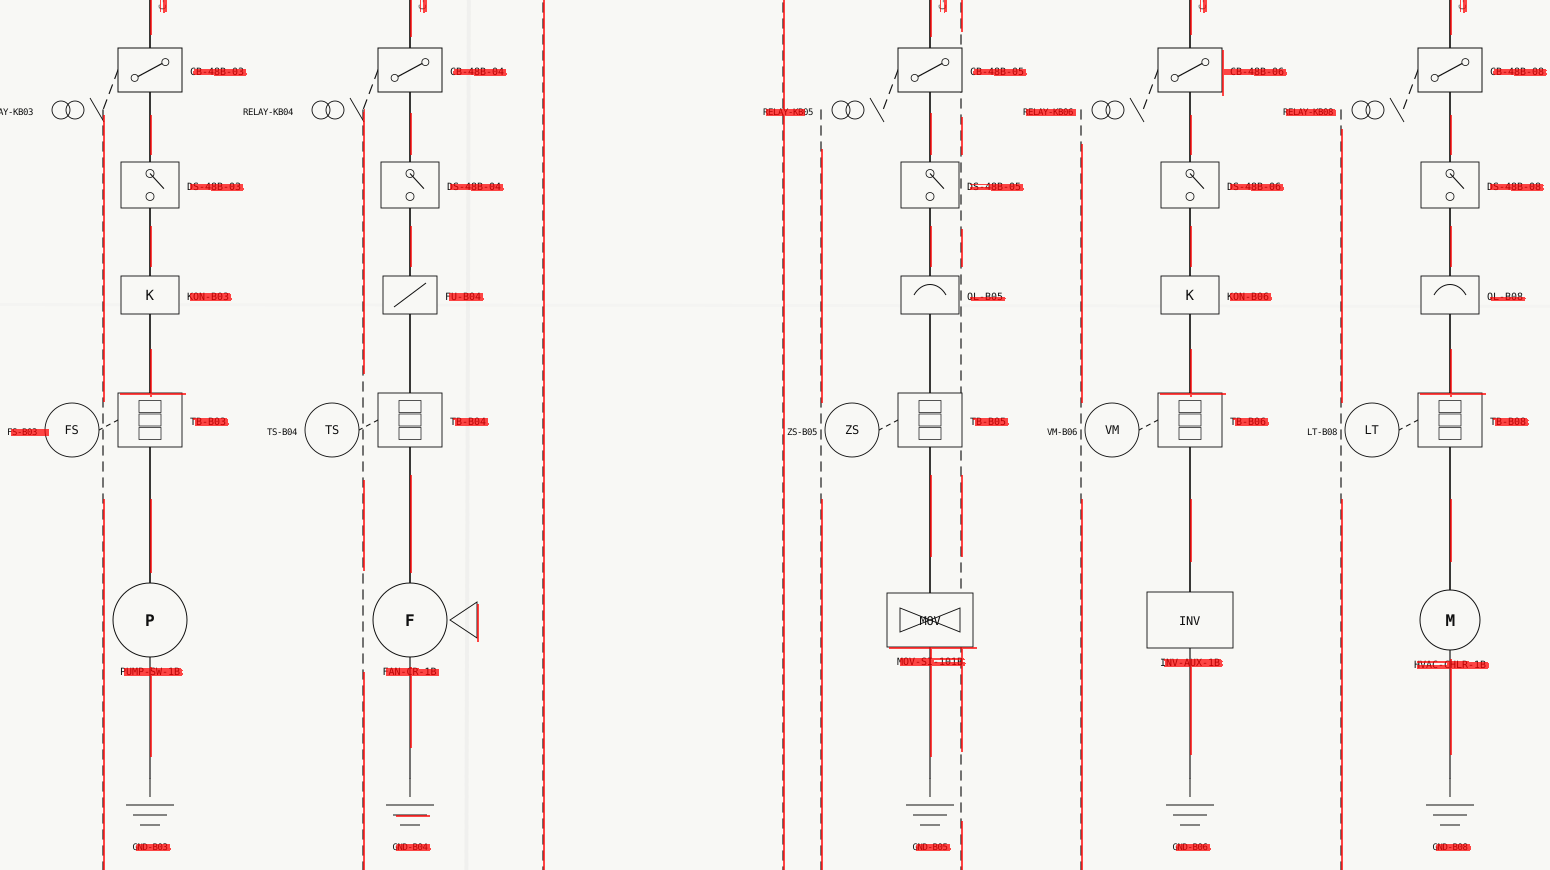 CB-48B-03
CB-48B-04
CB-48B-05
CB-48B-06
CB-48B-08
AY-KB03
RELAY-KB04
RELAY-KB05
RELAY-KB06
RELAY-KB08
DS-48B-03
DS-48B-04
DS-48B-05
DS-48B-06
DS-48B-08
K
KON-B03
FU-B04
OL-B05
K
KON-B06
OL-B08
FS-B03
FS
TB-B03
TS-B04
TS
TB-B04
ZS-B05
ZS
TB-B05
VM-B06
VM
TB-B06
LT-B08
LT
TB-B08
P
F
MOV
INV
M
PUMP-SW-1B
FAN-CR-1B
MOV-SI-101B
INV-AUX-1B
HVAC-CHLR-1B
GND-B03
GND-B04
GND-B05
GND-B06
GND-B08